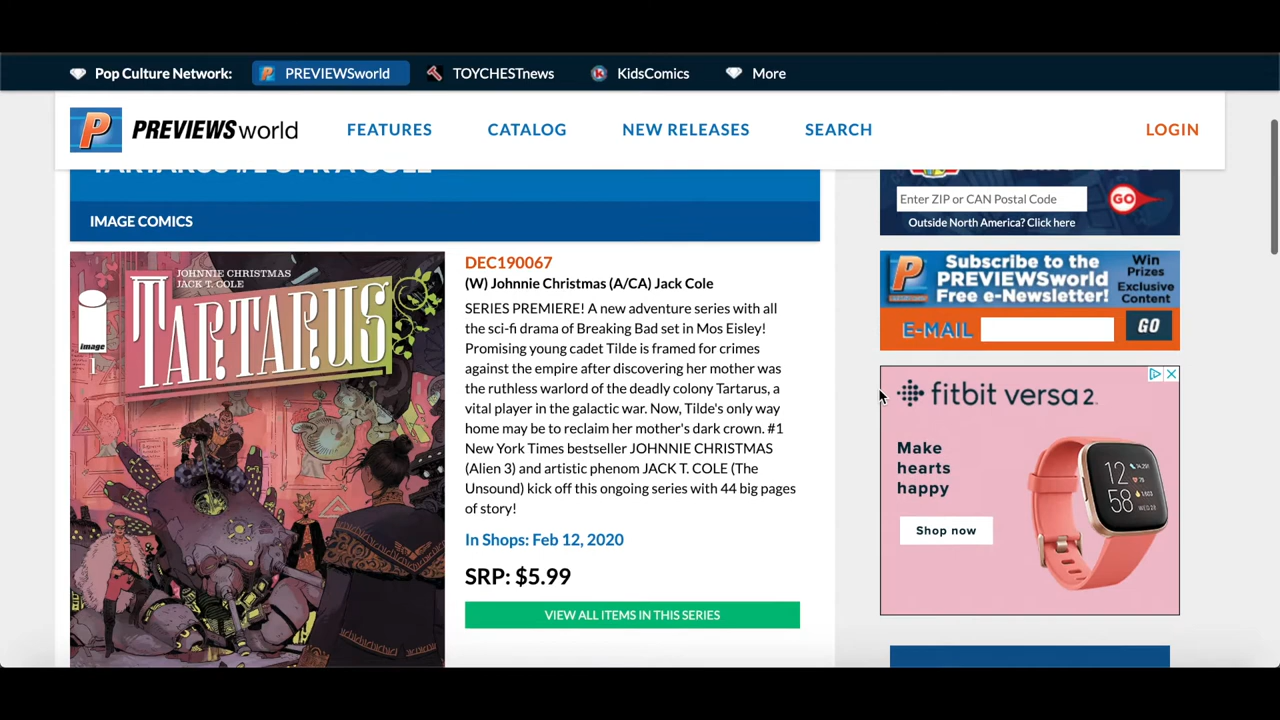 Pop Culture Network:
PREVIEWSworld
TOYCHESTnews
KidsComics
More
PREVIEWSworld
FEATURES
CATALOG
NEW RELEASES
SEARCH
LOGIN
IMAGE COMICS
JOHNNIE CHRISTMAS
JACK T. COLE
TARTARUS
image
1
DEC190067
(W) Johnnie Christmas (A/CA) Jack Cole
SERIES PREMIERE! A new adventure series with all
the sci-fi drama of Breaking Bad set in Mos Eisley!
Promising young cadet Tilde is framed for crimes
against the empire after discovering her mother was
the ruthless warlord of the deadly colony Tartarus, a
vital player in the galactic war. Now, Tilde's only way
home may be to reclaim her mother's dark crown. #1
New York Times bestseller JOHNNIE CHRISTMAS
(Alien 3) and artistic phenom JACK T. COLE (The
Unsound) kick off this ongoing series with 44 big pages
of story!
In Shops: Feb 12, 2020
SRP: $5.99
VIEW ALL ITEMS IN THIS SERIES
Enter ZIP or CAN Postal Code
GO
Outside North America? Click here
Subscribe to the
PREVIEWSworld
Free e-Newsletter!
Win
Prizes
Exclusive
Content
E-MAIL
GO
fitbit versa 2
Make
hearts
happy
Shop now
12
58